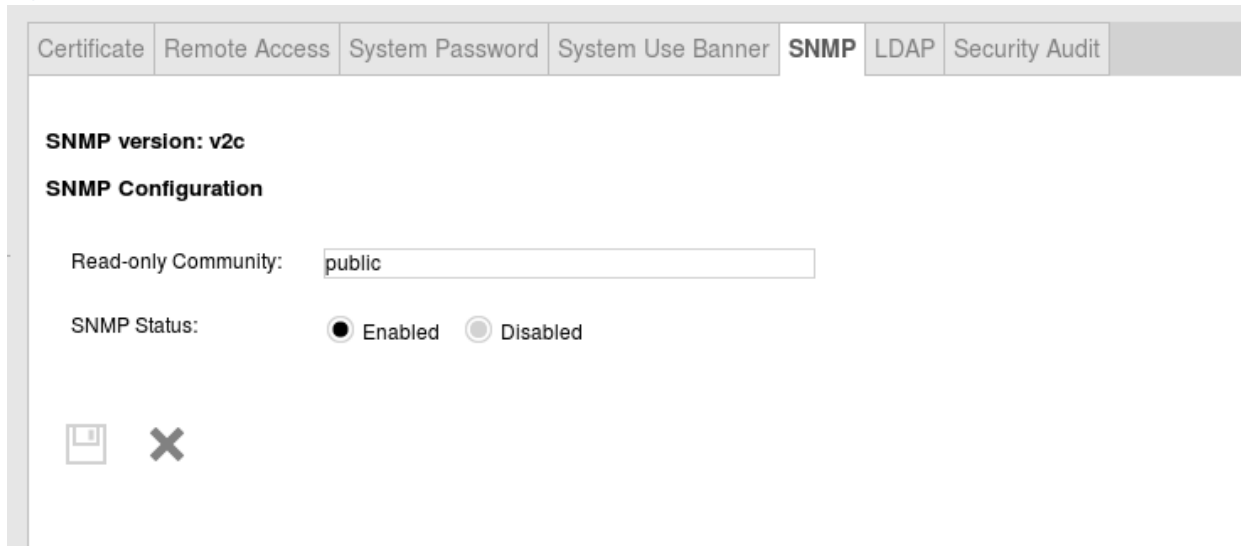 Certificate Remote Access System Password System Use Banner SNMP LDAP Security Audit
SNMP version: v2c
SNMP Configuration
Read-only Community: public
SNMP Status: Enabled Disabled